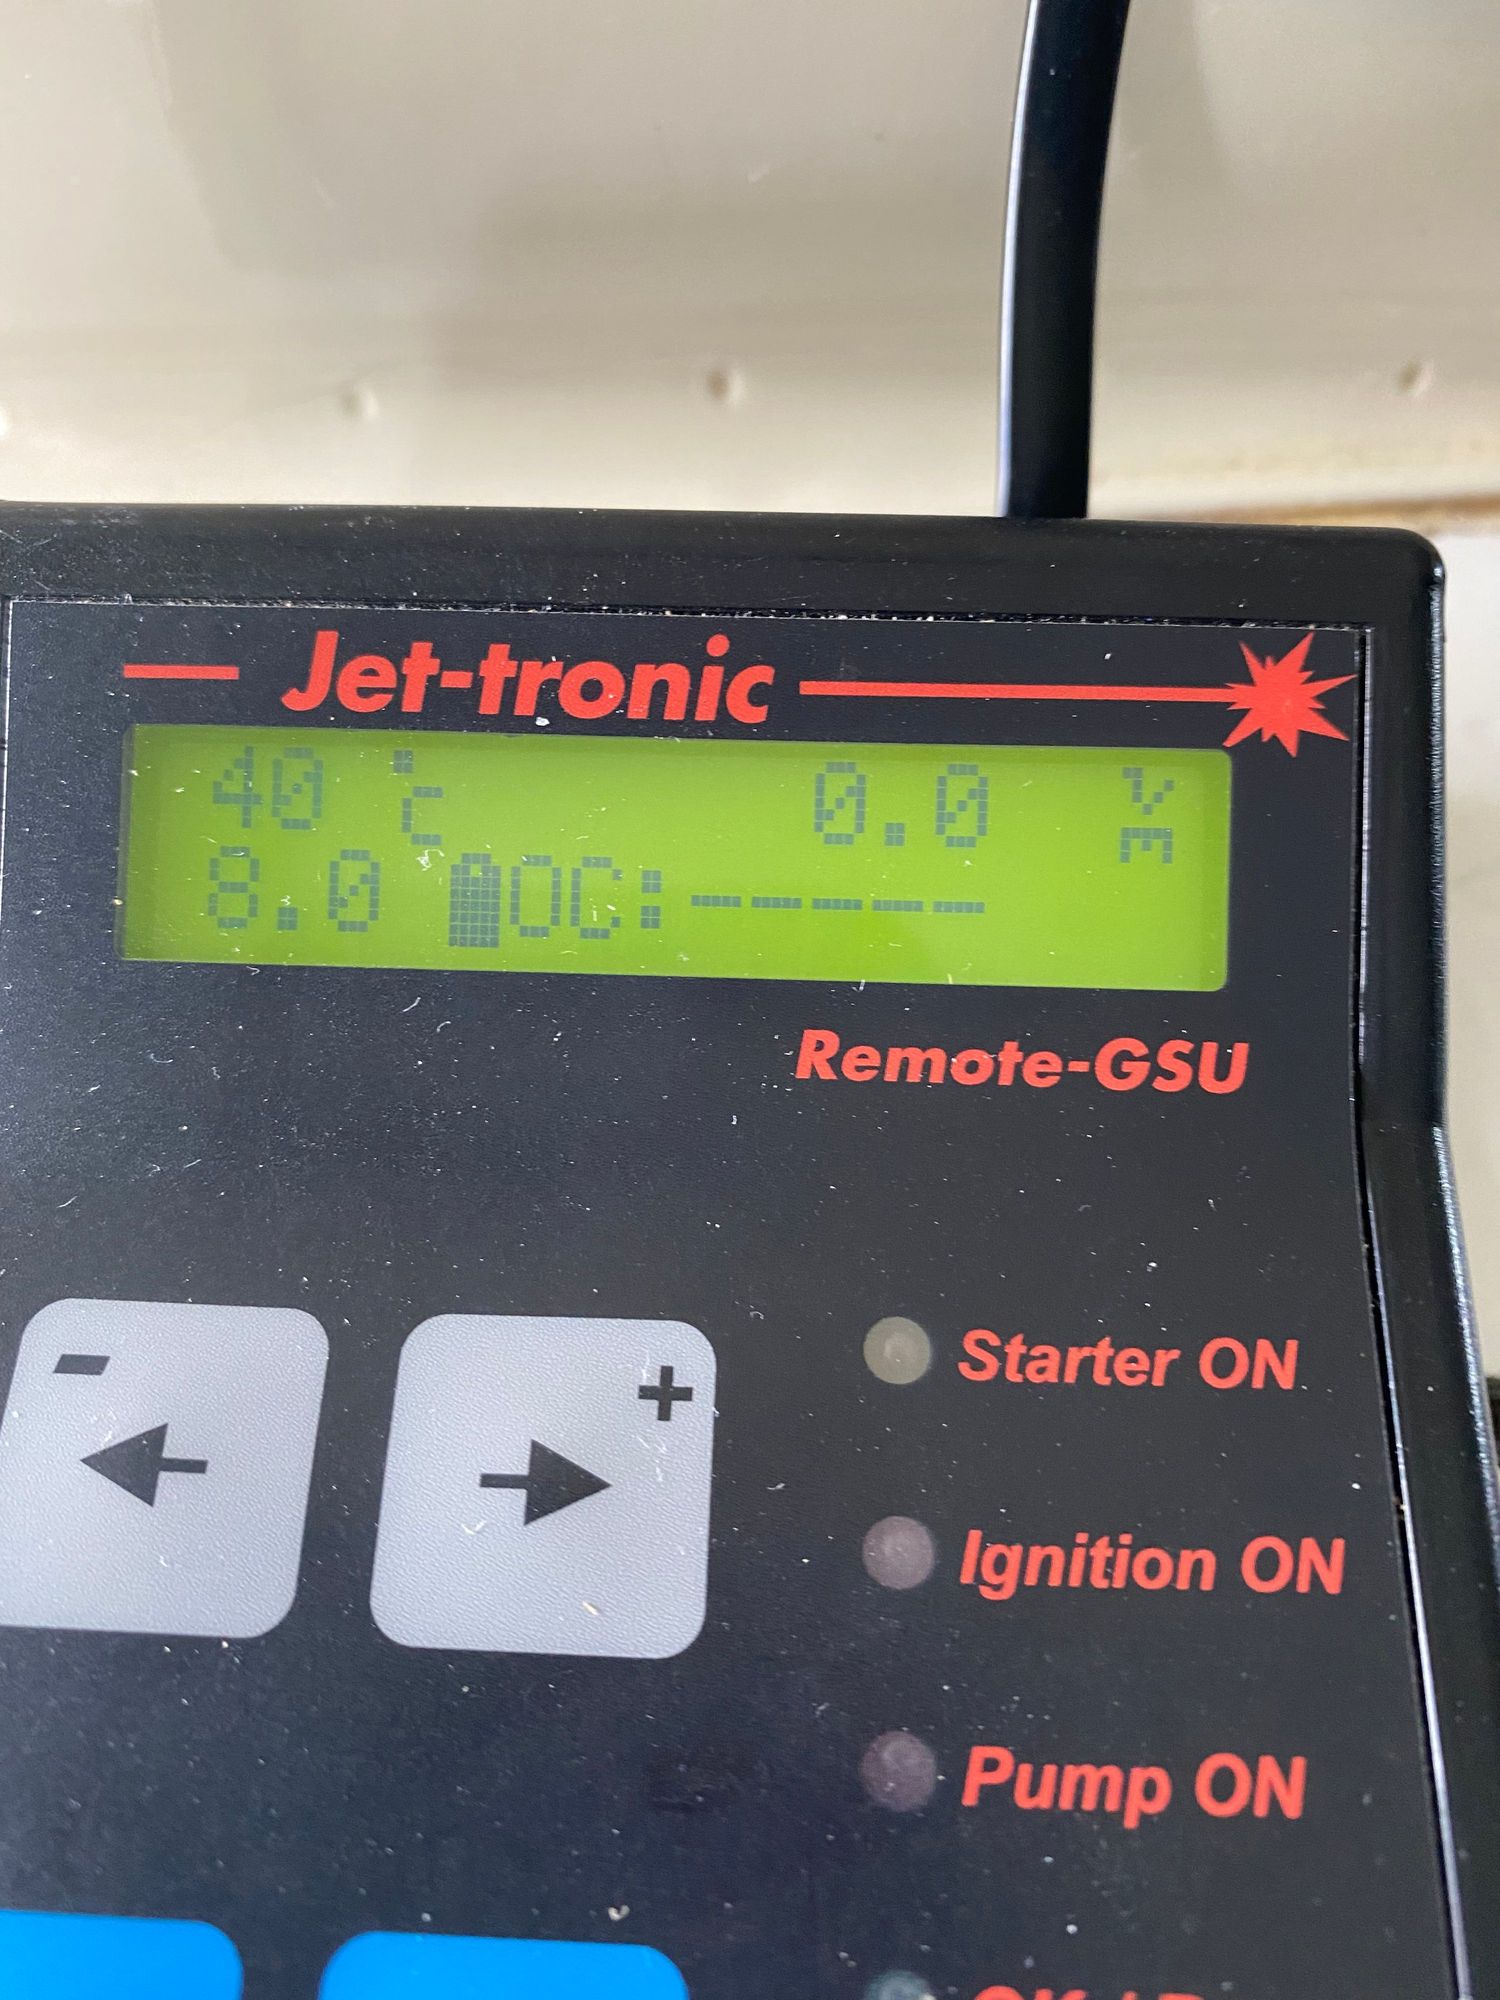 Jet-tronic
40 °C 0.0 V/m
8.0 OC:-----
Remote-GSU
-
+
Starter ON
Ignition ON
Pump ON